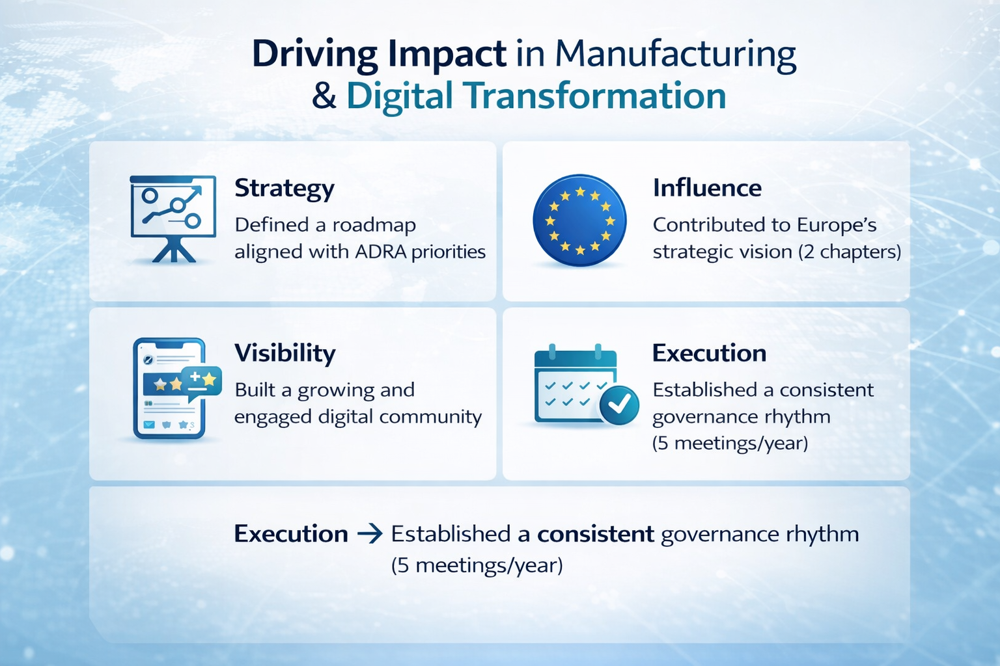 Driving Impact in Manufacturing
& Digital Transformation
Strategy
Defined a roadmap
aligned with ADRA priorities
Influence
Contributed to Europe's
strategic vision (2 chapters)
Visibility
Built a growing and
engaged digital community
Execution
Established a consistent
governance rhythm
(5 meetings/year)
Execution → Established a consistent governance rhythm
(5 meetings/year)